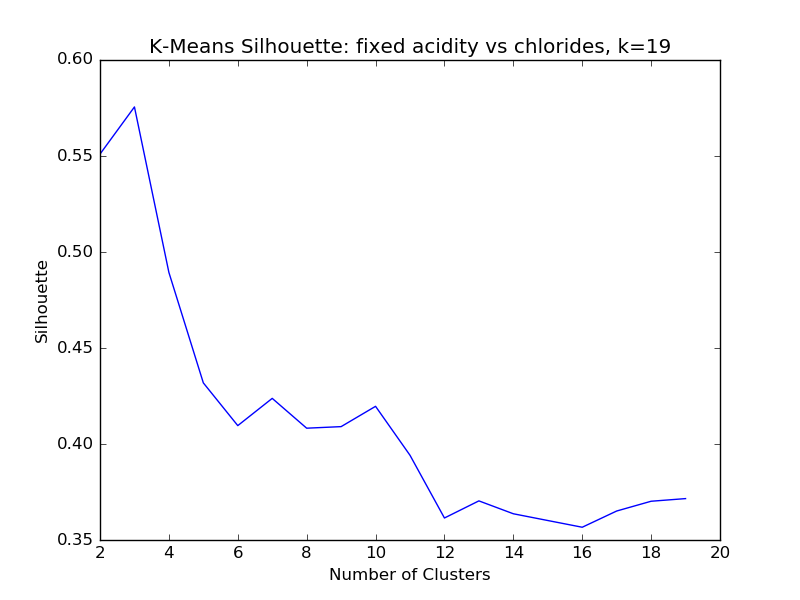 K-Means Silhouette: fixed acidity vs chlorides, k=19
0.60
0.55
0.50
0.45
0.40
0.35
Silhouette
2 4 6 8 10 12 14 16 18 20
Number of Clusters